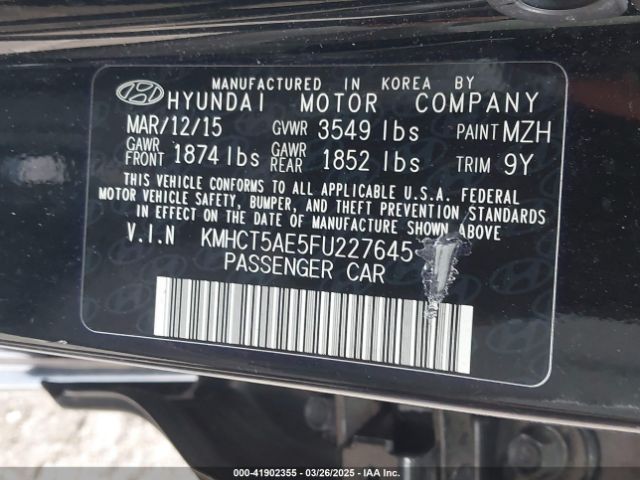 MANUFACTURED IN KOREA BY
HYUNDAI MOTOR COMPANY
MAR/12/15 GVWR 3549 lbs PAINT MZH
GAWR FRONT 1874 lbs GAWR REAR 1852 lbs TRIM 9Y
THIS VEHICLE CONFORMS TO ALL APPLICABLE U.S.A. FEDERAL
MOTOR VEHICLE SAFETY, BUMPER, AND THEFT PREVENTION STANDARDS
IN EFFECT ON THE DATE OF MANUFACTURE SHOWN ABOVE.
V.I.N KMHCT5AE5FU227645
PASSENGER CAR
000-41902355 - 03/26/2025 - IAA Inc.